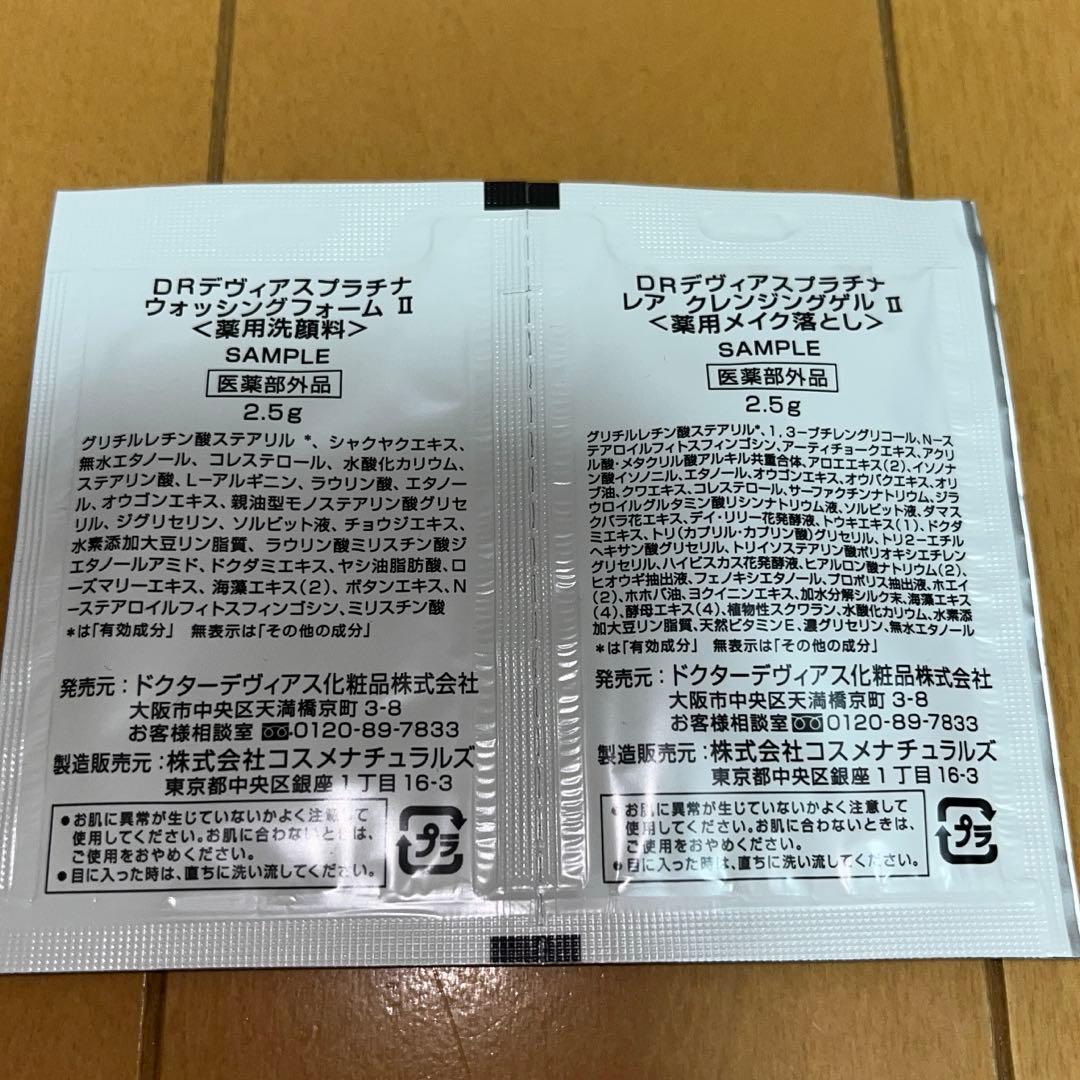 DRデヴィアスプラチナ
ウォッシングフォーム Ⅱ
<薬用洗顔料>
SAMPLE
医薬部外品
2.5g
グリチルレチン酸ステアリル*、シャクヤクエキス、
無水エタノール、コレステロール、水酸化カリウム、
ステアリン酸、L-アルギニン、ラウリン酸、エタノー
ル、オウゴンエキス、親油型モノステアリン酸グリセ
リル、ジグリセリン、ソルビット液、チョウジエキス、
水素添加大豆リン脂質、ラウリン酸ミリスチン酸ジ
エタノールアミド、ドクダミエキス、ヤシ油脂肪酸、ロ
ーズマリーエキス、海藻エキス(2)、ボタンエキス、N
-ステアロイルフィトスフィンゴシン、ミリスチン酸
*は「有効成分」 無表示は「その他の成分」
発売元:ドクターデヴィアス化粧品株式会社
大阪市中央区天満橋京町3-8
お客様相談室 0120-89-7833
製造販売元:株式会社コスメナチュラルズ
東京都中央区銀座1丁目16-3
●お肌に異常が生じていないかよく注意して
使用してください。お肌に合わないときは、
ご使用をおやめください。
●目に入った時は、直ちに洗い流してください。
プラ
DRデヴィアスプラチナ
レア クレンジングゲル Ⅱ
<薬用メイク落とし>
SAMPLE
医薬部外品
2.5g
グリチルレチン酸ステアリル*、1,3-ブチレングリコール、N-ス
テアロイルフィトスフィンゴシン、アーティチョークエキス、アクリ
ル酸・メタクリル酸アルキル共重合体、アロエエキス(2)、イソノナ
ン酸イソノニル、エタノール、オウゴンエキス、オウバクエキス、オリ
ブ油、クワエキス、コレステロール、サーファクチンナトリウム、ジラ
ウロイルグルタミン酸リシンナトリウム液、ソルビット液、ダマス
クバラ花エキス、デイ・リリー花発酵液、トウキエキス(1)、ドクダ
ミエキス、トリ(カプリル・カプリン酸)グリセリル、トリ2-エチル
ヘキサン酸グリセリル、トリイソステアリン酸ポリオキシエチレン
グリセリル、ハイビスカス花発酵液、ヒアルロン酸ナトリウム(2)、
ヒオウギ抽出液、フェノキシエタノール、プロポリス抽出液、ホエイ
(2)、ホホバ油、ヨクイニンエキス、加水分解シルク末、海藻エキス
(4)、酵母エキス(4)、植物性スクワラン、水酸化カリウム、水素添
加大豆リン脂質、天然ビタミンE、濃グリセリン、無水エタノール
*は「有効成分」 無表示は「その他の成分」
発売元:ドクターデヴィアス化粧品株式会社
大阪市中央区天満橋京町3-8
お客様相談室 0120-89-7833
製造販売元:株式会社コスメナチュラルズ
東京都中央区銀座1丁目16-3
●お肌に異常が生じていないかよく注意して
使用してください。お肌に合わないときは、
ご使用をおやめください。
●目に入った時は、直ちに洗い流してください。
プラ